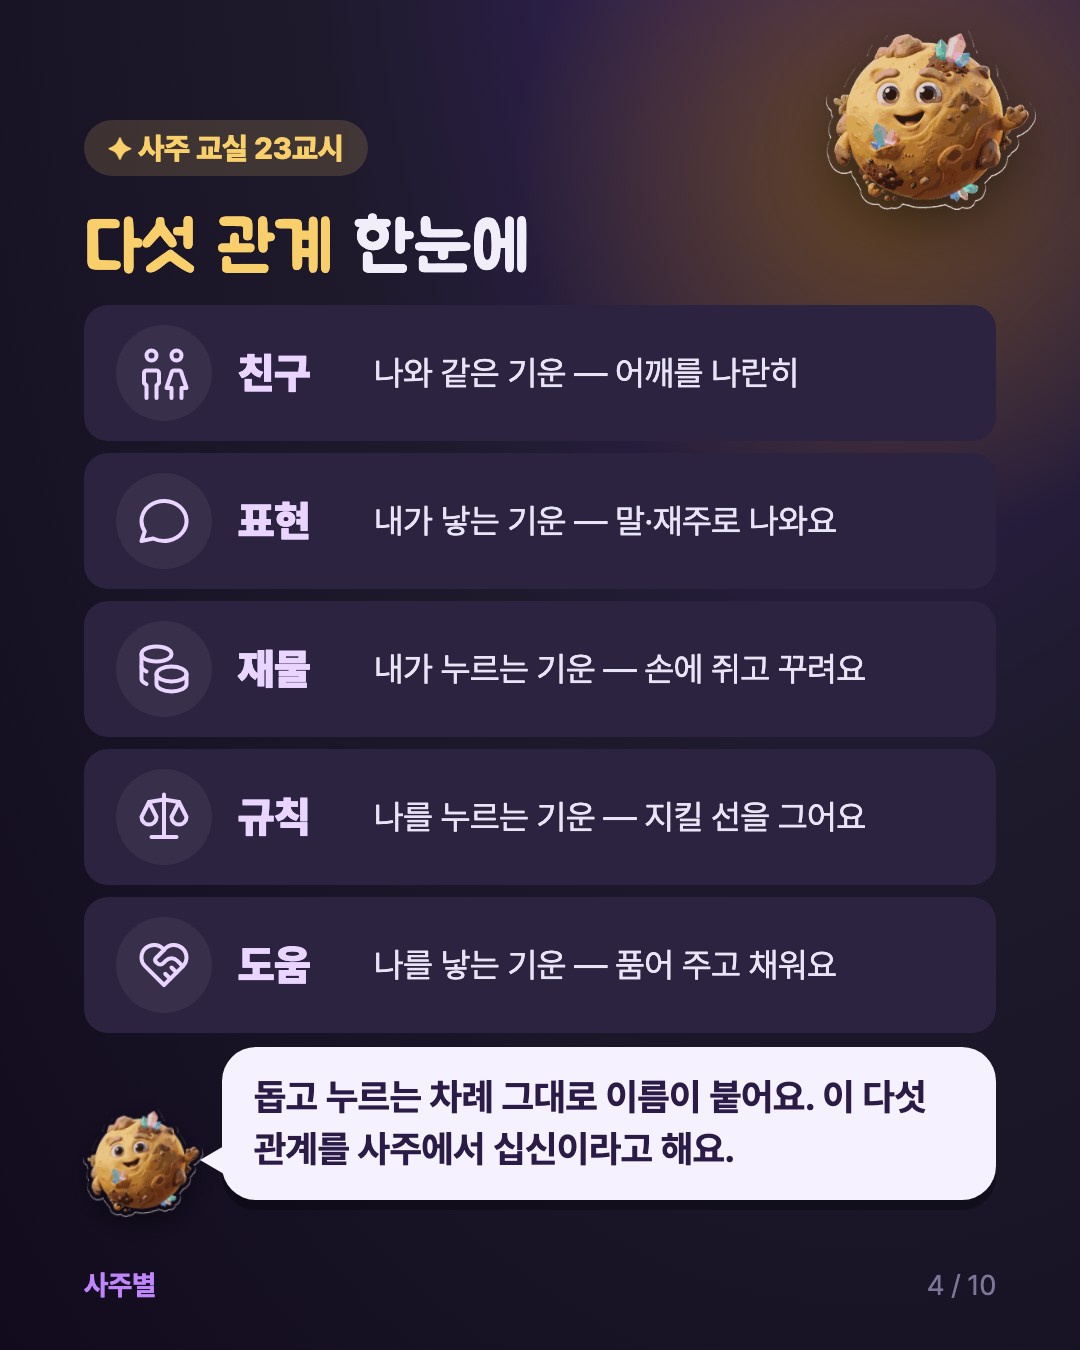 ✦ 사주 교실 23교시
다섯 관계 한눈에
친구 나와 같은 기운 — 어깨를 나란히
표현 내가 낳는 기운 — 말·재주로 나와요
재물 내가 누르는 기운 — 손에 쥐고 꾸려요
규칙 나를 누르는 기운 — 지킬 선을 그어요
도움 나를 낳는 기운 — 품어 주고 채워요
돕고 누르는 차례 그대로 이름이 붙어요. 이 다섯
관계를 사주에서 십신이라고 해요.
사주별
4 / 10